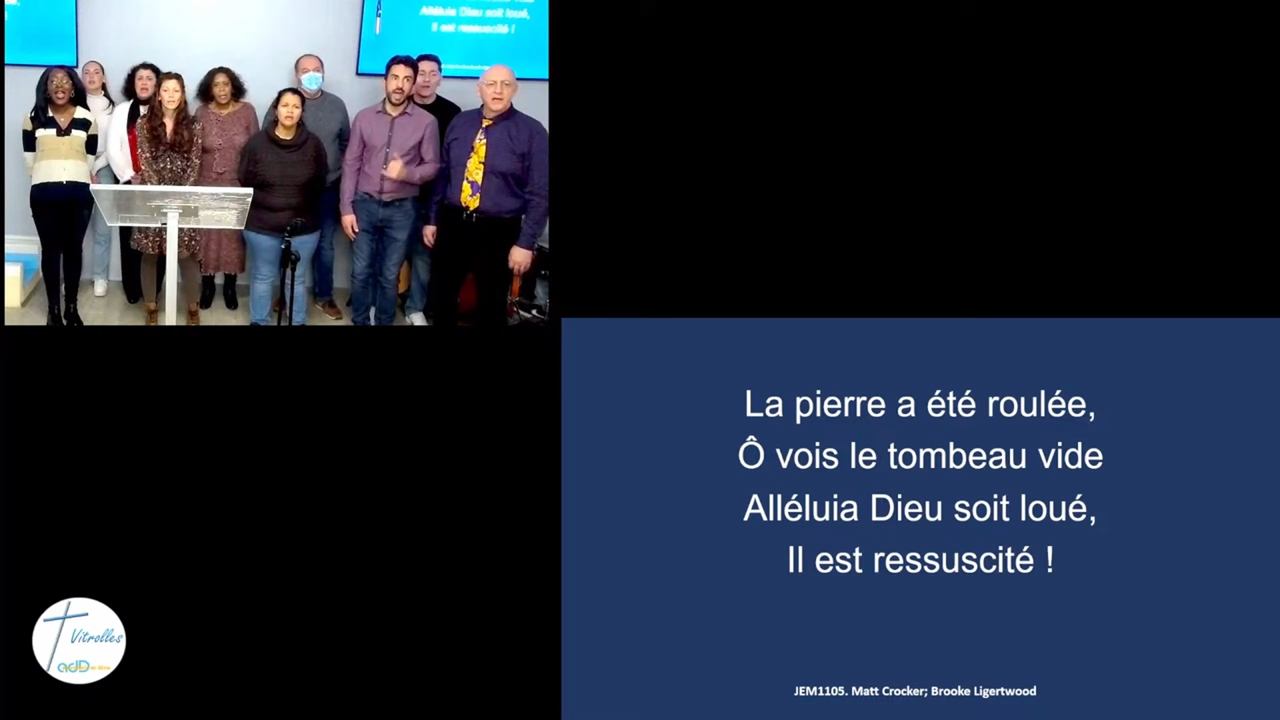 Alléluia Dieu soit loué,
Il est ressuscité !
La pierre a été roulée,
Ô vois le tombeau vide
Alléluia Dieu soit loué,
Il est ressuscité !
Vitrolles
adD
JEM1105. Matt Crocker; Brooke Ligertwood